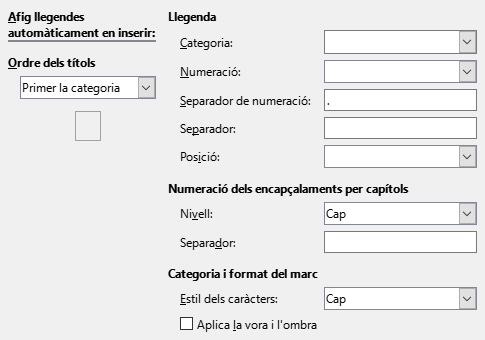 Afig llegendes
automàticament en inserir:
Ordre dels títols
Primer la categoria
Llegenda
Categoria:
Numeració:
Separador de numeració: .
Separador:
Posició:
Numeració dels encapçalaments per capítols
Nivell: Cap
Separador:
Categoria i format del marc
Estil dels caràcters: Cap
Aplica la vora i l'ombra